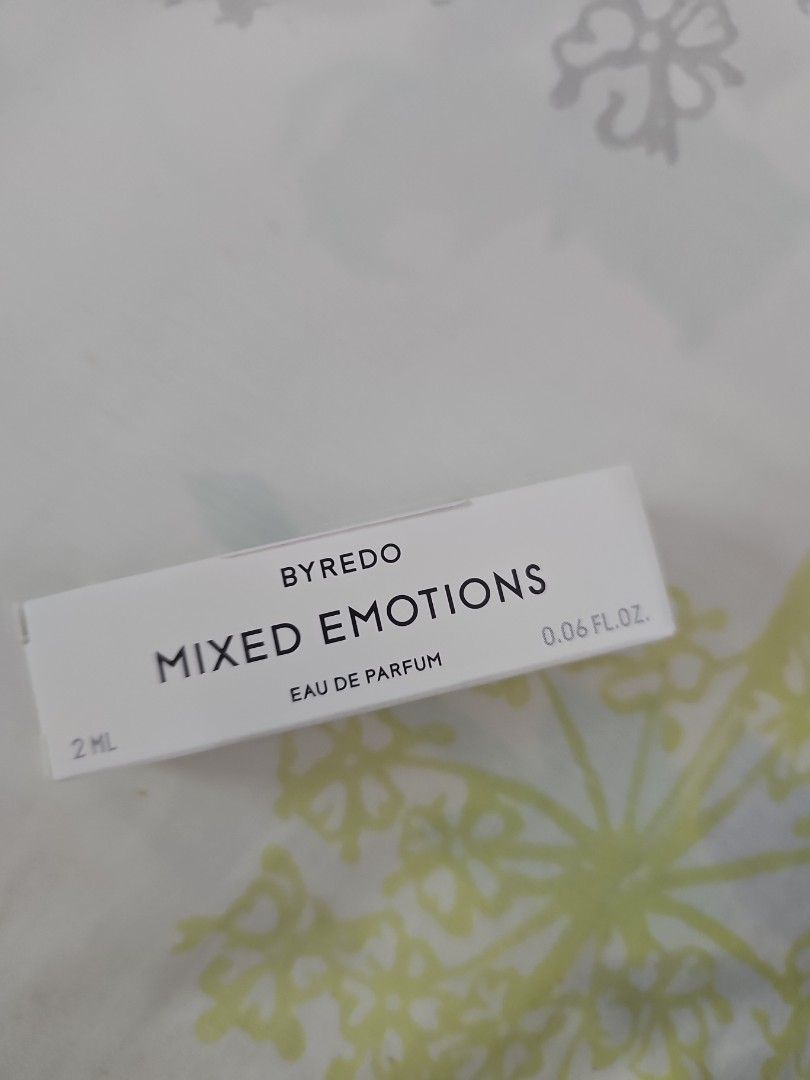 BYREDO
MIXED EMOTIONS
EAU DE PARFUM
2 ML
0.06 FL.OZ.